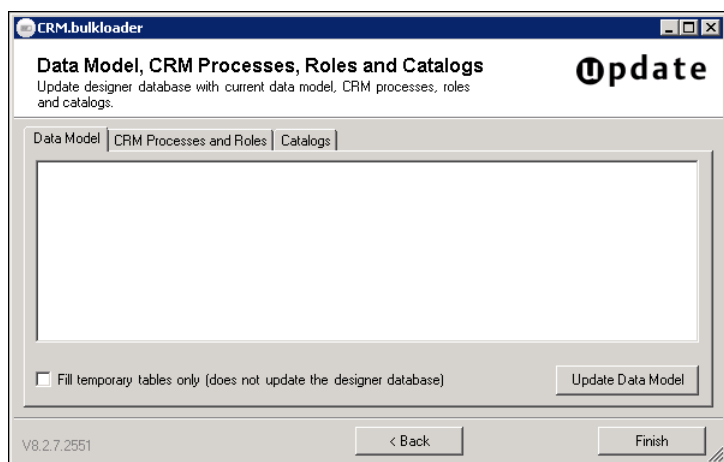 CRM.bulkloader
Data Model, CRM Processes, Roles and Catalogs
Update designer database with current data model, CRM processes, roles
and catalogs.
update
Data Model
CRM Processes and Roles
Catalogs
Fill temporary tables only (does not update the designer database)
Update Data Model
V8.2.7.2551
< Back
Finish